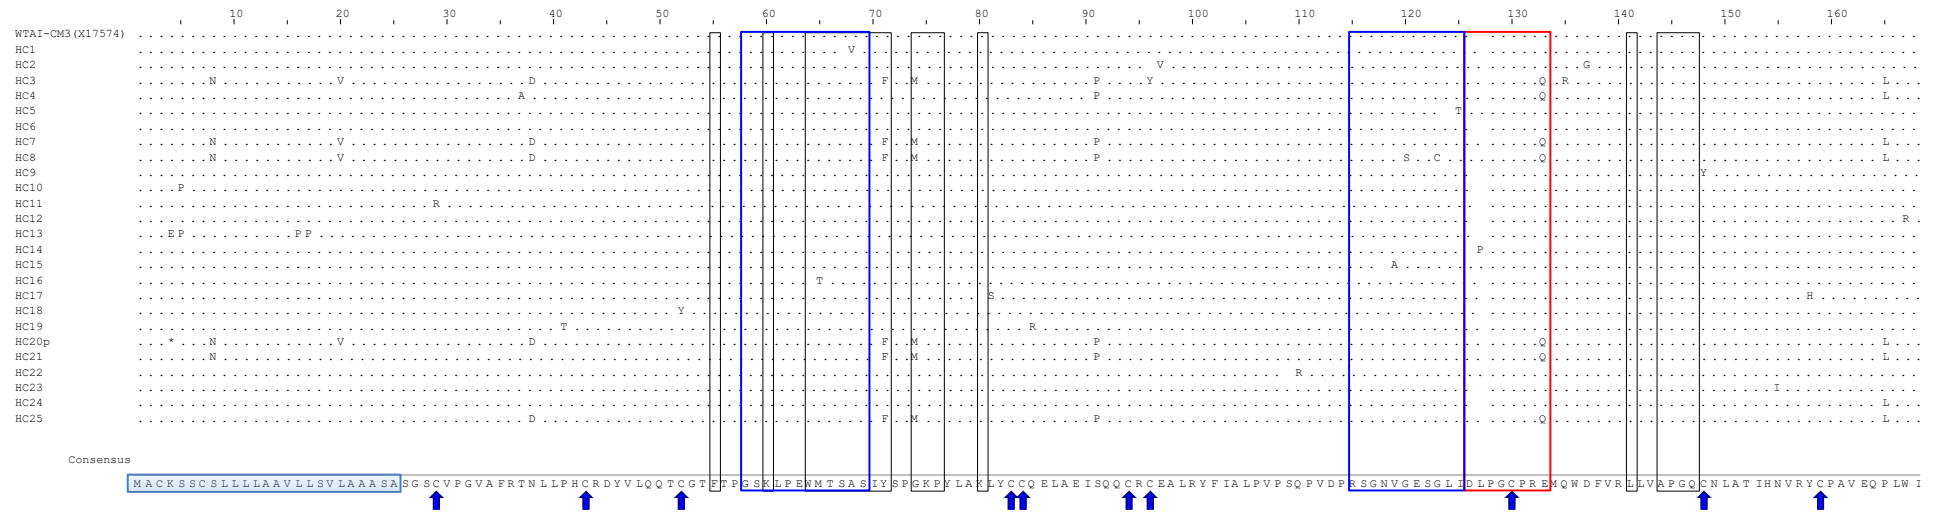 10 20 30 40 50 60 70 80 90 100 110 120 130 140 150 160
WTAI-CM3(X17574)
HC1 V
HC2 V G
HC3 N V D F M P Y Q R L
HC4 A P Q L
HC5 T
HC6
HC7 N V D F M P Q L
HC8 N V D F M P S C Q L
HC9 Y
HC10 P
HC11 R
HC12 R
HC13 E P P P
HC14 P
HC15 A
HC16 T
HC17 S H
HC18 Y
HC19 T R
HC20p * N V D F M P Q L
HC21 N F M P Q L
HC22 R
HC23 I
HC24 L
HC25 D F M P Q L
Consensus
MACKSSCSLLLLAAVLLSVLAAASASGSCVPGVAFRTNLLPHCRDYVLQQTCGTFTPGSKLPEWMTSASIYSPGKPYLAKLYCCQELAEISQQCRCEALRYFIALPVPSQPVDPRSGNVGESGLIDLPGCPREMQWDFVRLLVAPGQCNLATIHNVRYCPAVEQPLWI